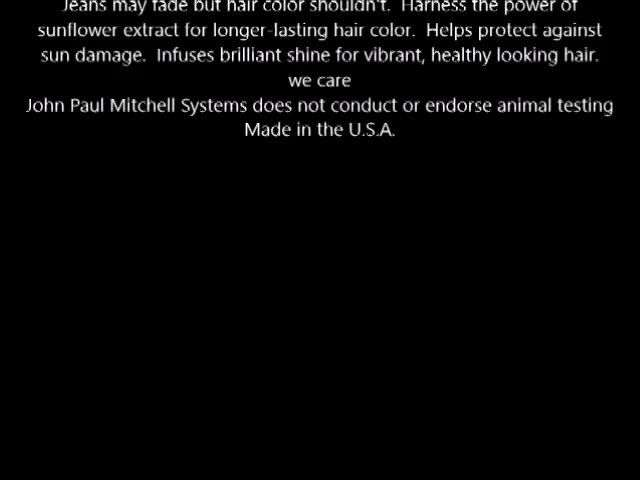 Jeans may fade but hair color shouldn't.  Harness the power of
sunflower extract for longer-lasting hair color.  Helps protect against
sun damage.  Infuses brilliant shine for vibrant, healthy looking hair.
we care
John Paul Mitchell Systems does not conduct or endorse animal testing
Made in the U.S.A.